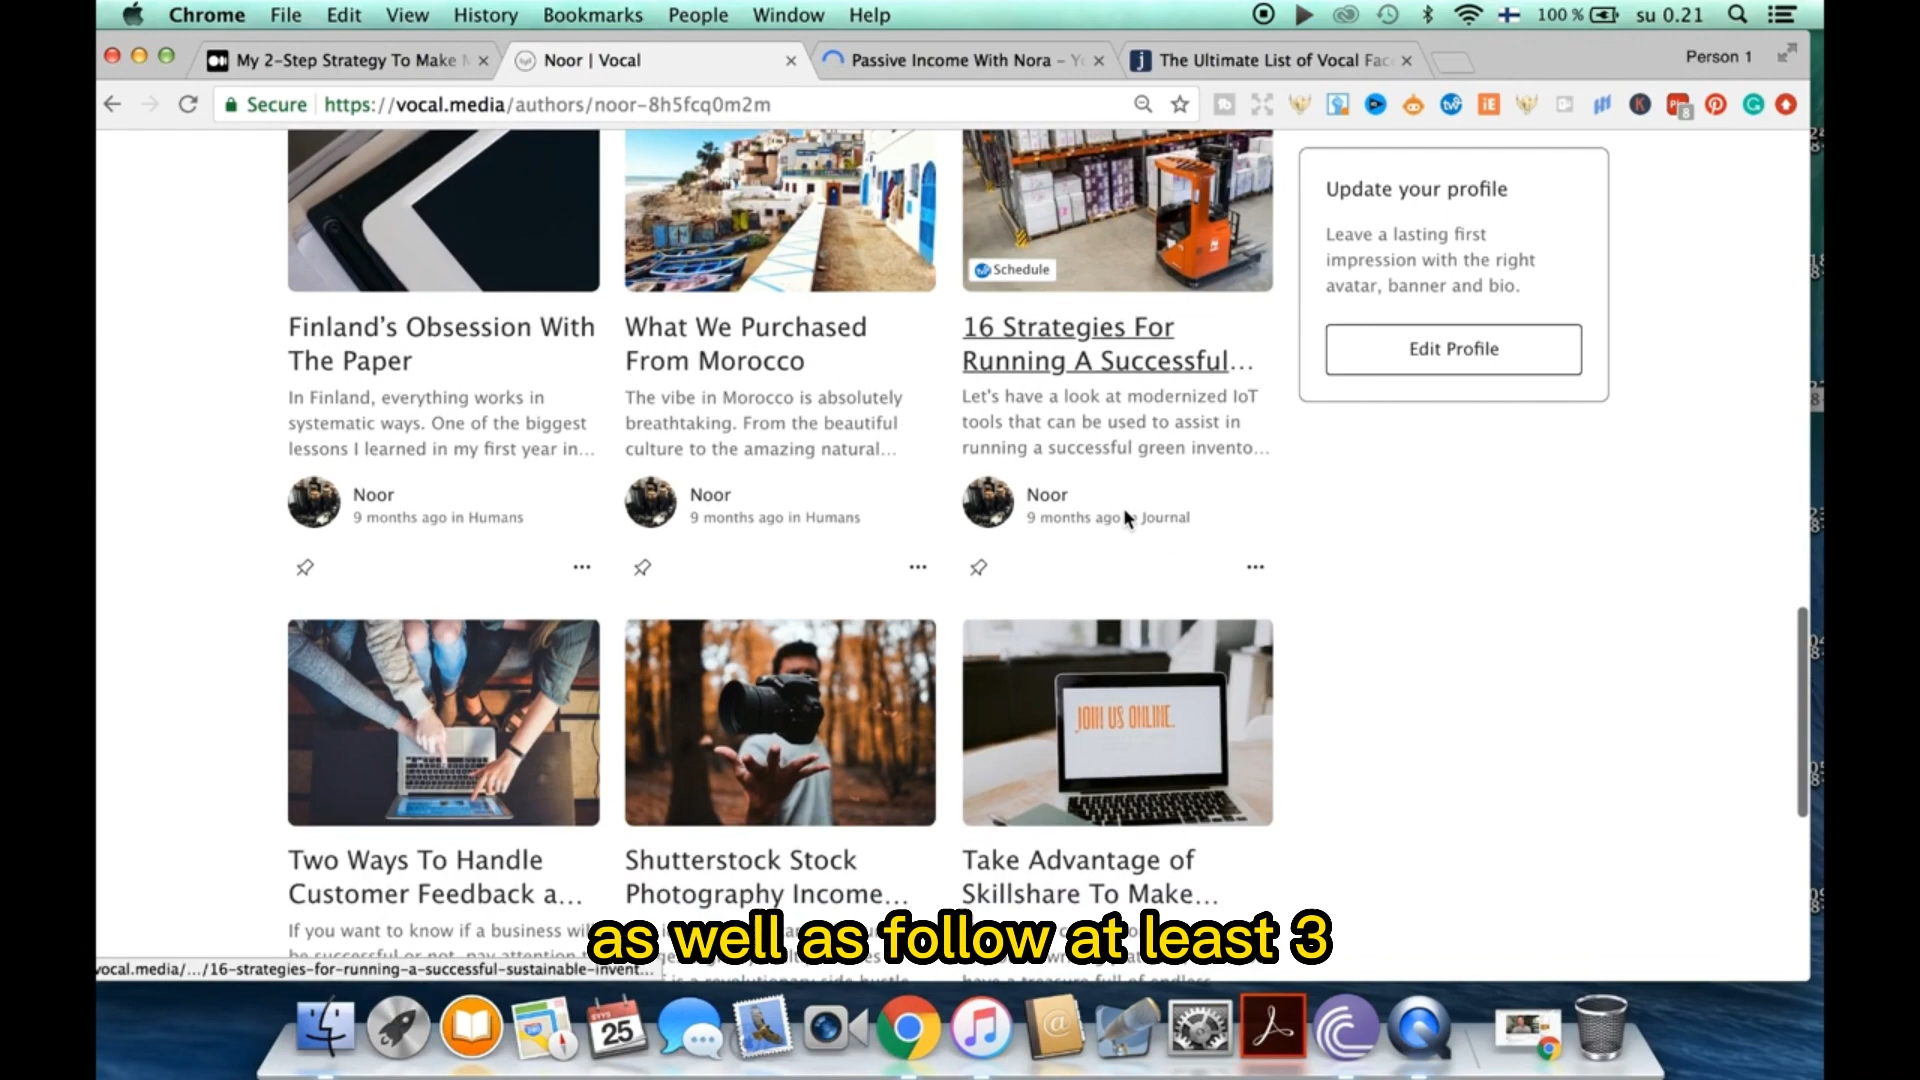 Chrome File Edit View History Bookmarks People Window Help 100 % su 0.21
My 2-Step Strategy To Make
Noor | Vocal
Passive Income With Nora – Yo
The Ultimate List of Vocal Fac
Person 1
Secure https://vocal.media/authors/noor-8h5fcq0m2m
Schedule
Finland's Obsession With
The Paper
In Finland, everything works in
systematic ways. One of the biggest
lessons I learned in my first year in...
Noor
9 months ago in Humans
What We Purchased
From Morocco
The vibe in Morocco is absolutely
breathtaking. From the beautiful
culture to the amazing natural...
Noor
9 months ago in Humans
16 Strategies For
Running A Successful...
Let's have a look at modernized IoT
tools that can be used to assist in
running a successful green invento...
Noor
9 months ago Journal
Update your profile
Leave a lasting first
impression with the right
avatar, banner and bio.
Edit Profile
JOIN US ONLINE.
Two Ways To Handle
Customer Feedback a...
If you want to know if a business
Shutterstock Stock
Photography Income...
Take Advantage of
Skillshare To Make...
as well as follow at least 3
vocal.media/.../16-strategies-for-running-a-successful-sustainable-invent...
25